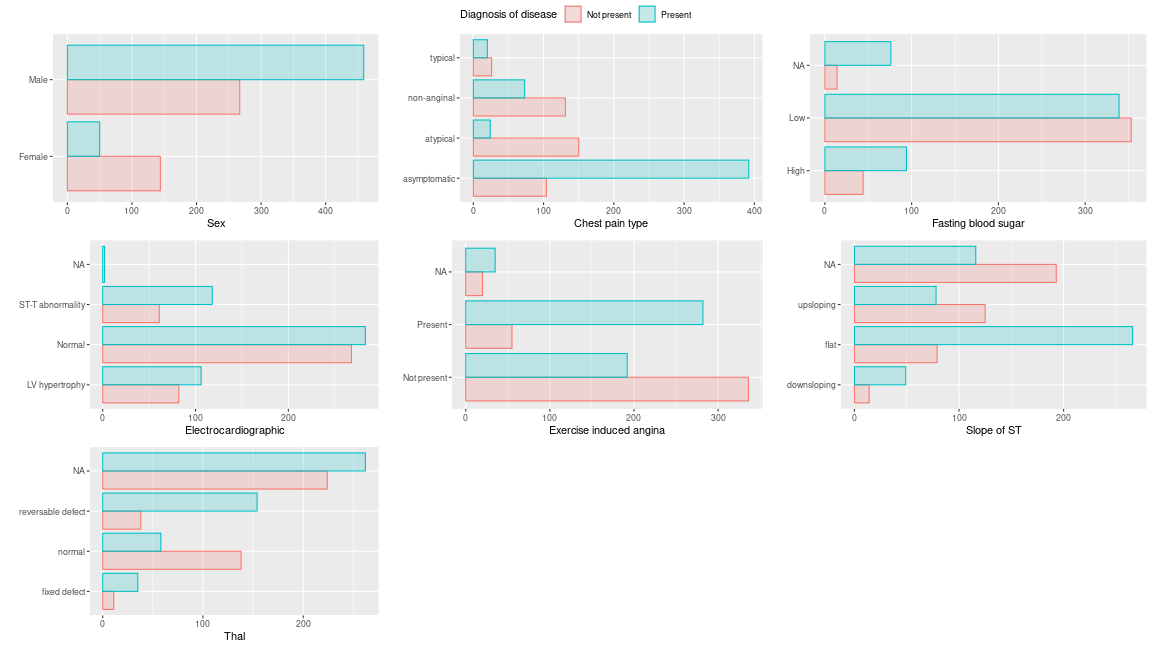 Diagnosis of disease Not present Present
Male
Female
0 100 200 300 400
Sex
typical
non-anginal
atypical
asymptomatic
0 100 200 300 400
Chest pain type
NA
Low
High
0 100 200 300
Fasting blood sugar
NA
ST-T abnormality
Normal
LV hypertrophy
0 100 200
Electrocardiographic
NA
Present
Not present
0 100 200 300
Exercise induced angina
NA
upsloping
flat
downsloping
0 100 200
Slope of ST
NA
reversable defect
normal
fixed defect
0 100 200
Thal